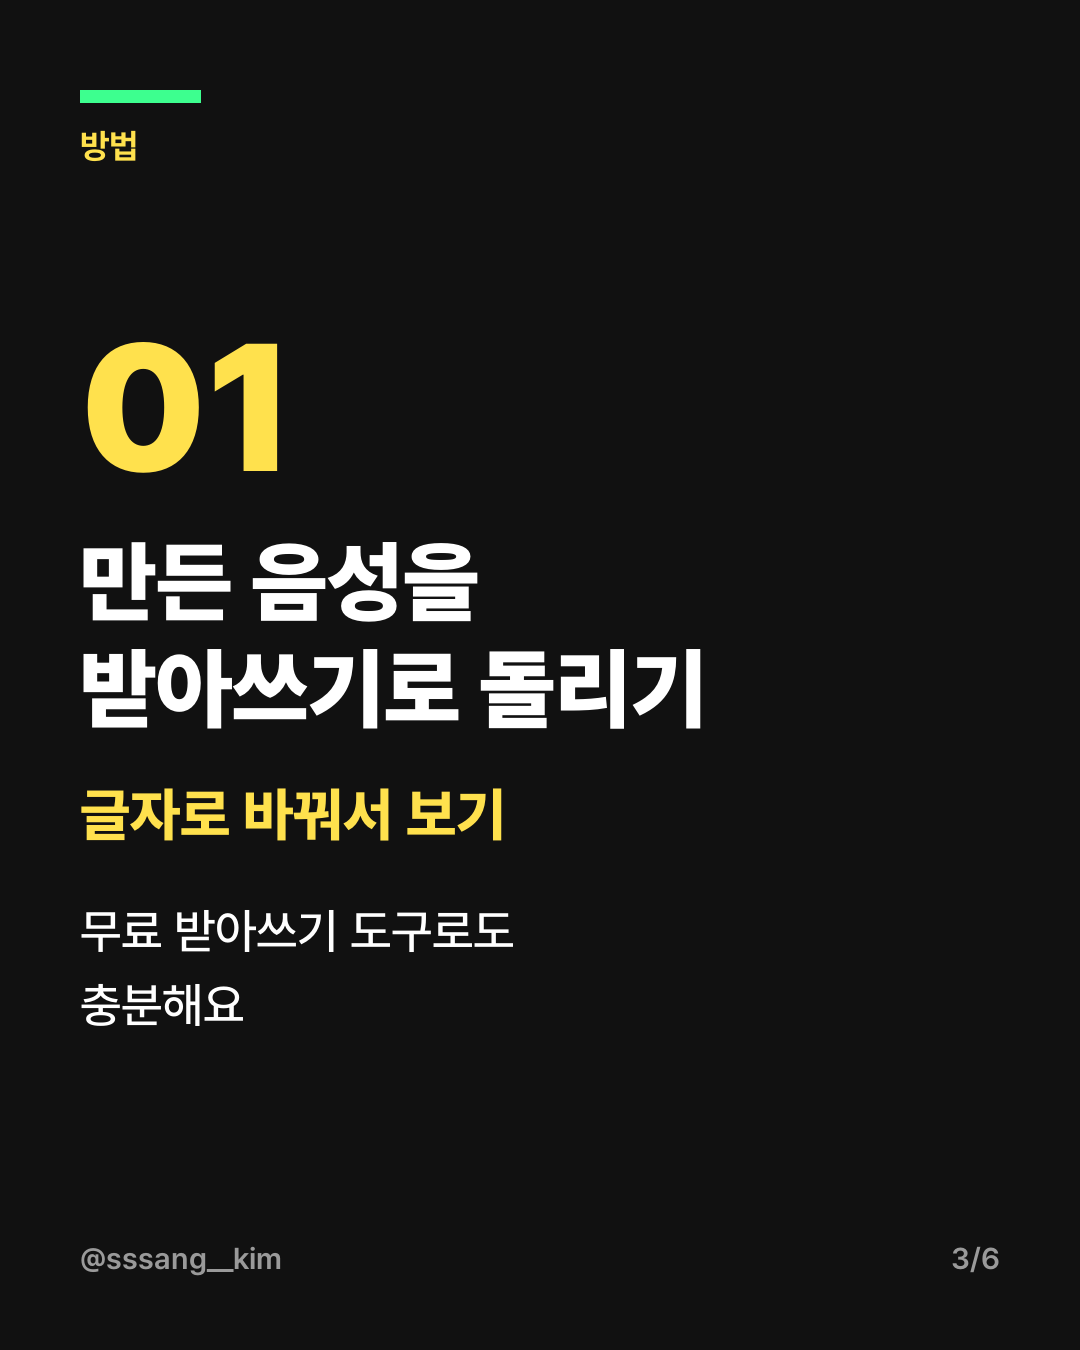 방법
01
만든 음성을
받아쓰기로 돌리기
글자로 바꿔서 보기
무료 받아쓰기 도구로도
충분해요
@sssang__kim
3/6